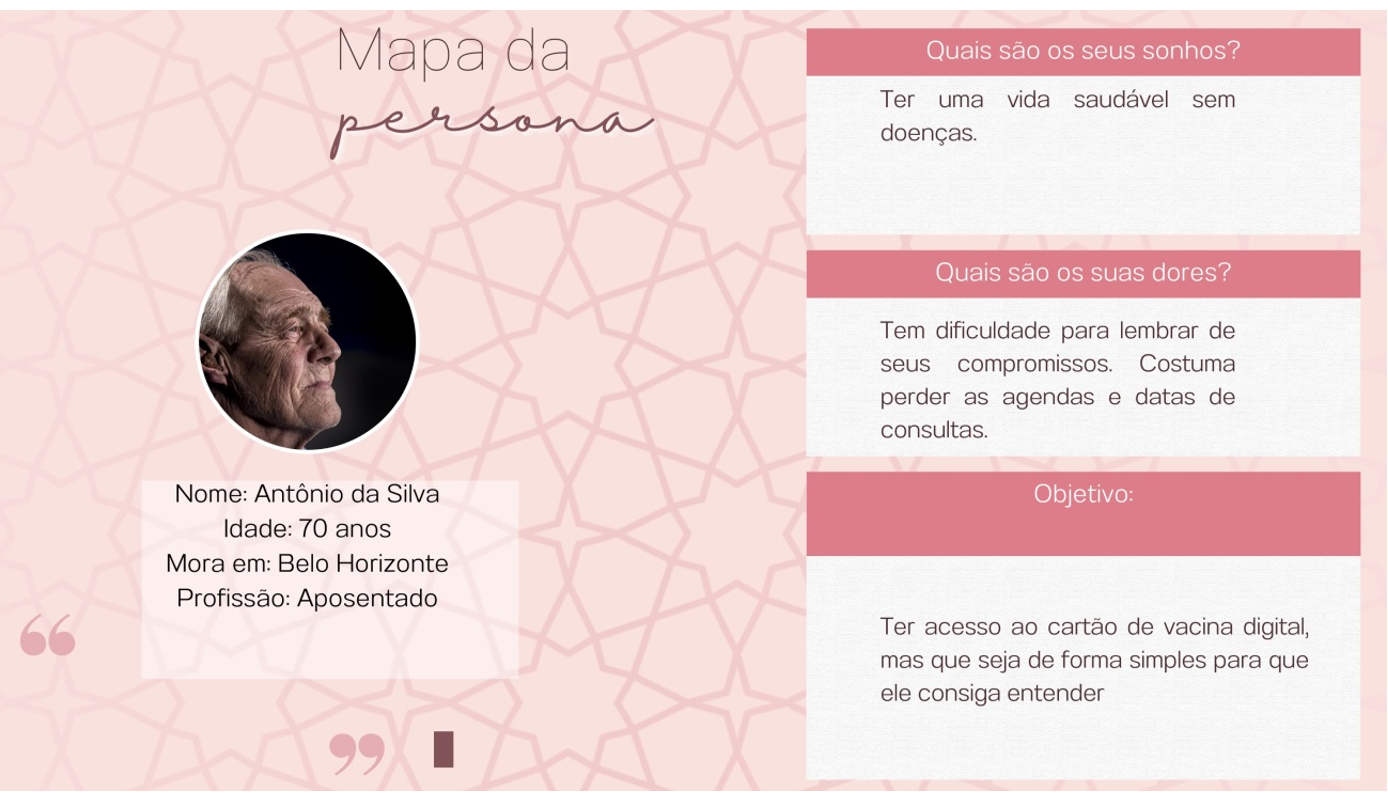 Mapa da
persona
Nome: Antônio da Silva
Idade: 70 anos
Mora em: Belo Horizonte
Profissão: Aposentado
Quais são os seus sonhos?
Ter uma vida saudável sem
doenças.
Quais são os suas dores?
Tem dificuldade para lembrar de
seus compromissos. Costuma
perder as agendas e datas de
consultas.
Objetivo:
Ter acesso ao cartão de vacina digital,
mas que seja de forma simples para que
ele consiga entender